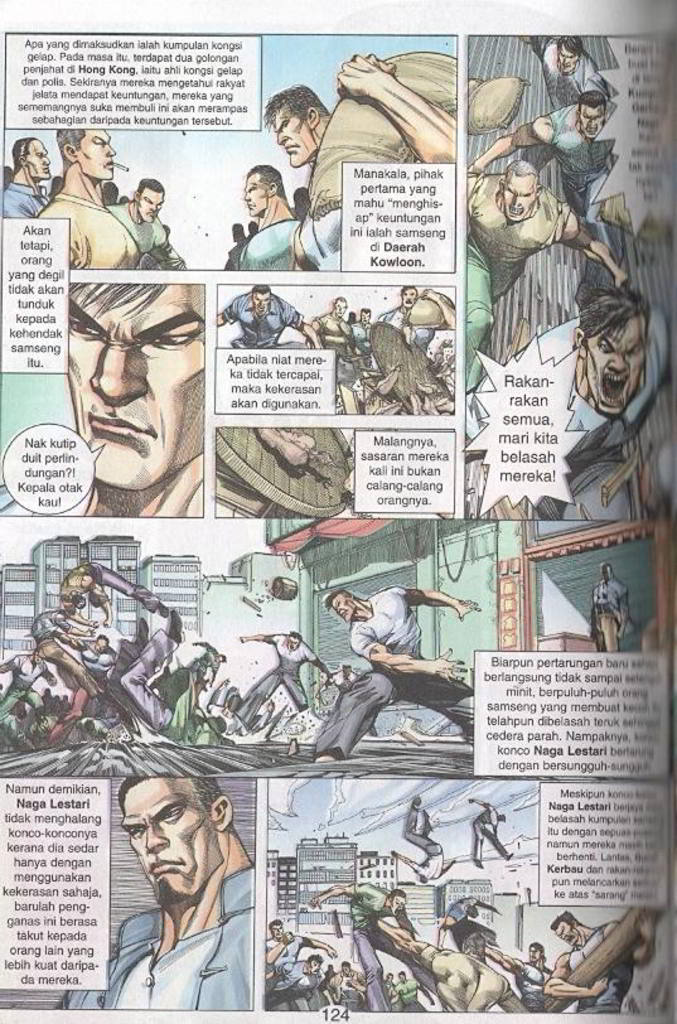 Apa yang dimaksudkan ialah kumpulan kongsi
gelap. Pada masa itu, terdapat dua golongan
penjahat di Hong Kong, iaitu ahli kongsi gelap
dan polis. Sekiranya mereka mengetahui rakyat
jelata mendapat keuntungan, mereka yang
sememangnya suka membuli ini akan merampas
sebahagian daripada keuntungan tersebut.
Manakala, pihak
pertama yang
mahu "menghis-
ap" keuntungan
ini ialah samseng
di Daerah
Kowloon.
Akan
tetapi,
orang
yang degil
tidak akan
tunduk
kepada
kehendak
samseng
itu.
Nak kutip
duit perlin-
dungan?!
Kepala otak
kau!
Apabila niat mere-
ka tidak tercapai,
maka kekerasan
akan digunakan.
Malangnya,
sasaran mereka
kali ini bukan
calang-calang
orangnya.
Rakan-
rakan
semua,
mari kita
belasah
mereka!
Biarpun pertarungan baru
berlangsung tidak sampai
minit, berpuluh-puluh
samseng yang membuat
telahpun dibelasah teruk
cedera parah. Nampaknya,
konco Naga Lestari
dengan bersungguh-sungguh
Namun demikian,
Naga Lestari
tidak menghalang
konco-konconya
kerana dia sedar
hanya dengan
menggunakan
kekerasan sahaja,
barulah peng-
ganas ini berasa
takut kepada
orang lain yang
lebih kuat daripa-
da mereka.
Meskipun konco
Naga Lestari
belasah kumpulan
itu dengan sepuas
namun mereka
berhenti. Lantas,
Kerbau dan rakan
pun melancarkan
ke atas "sarang"
124